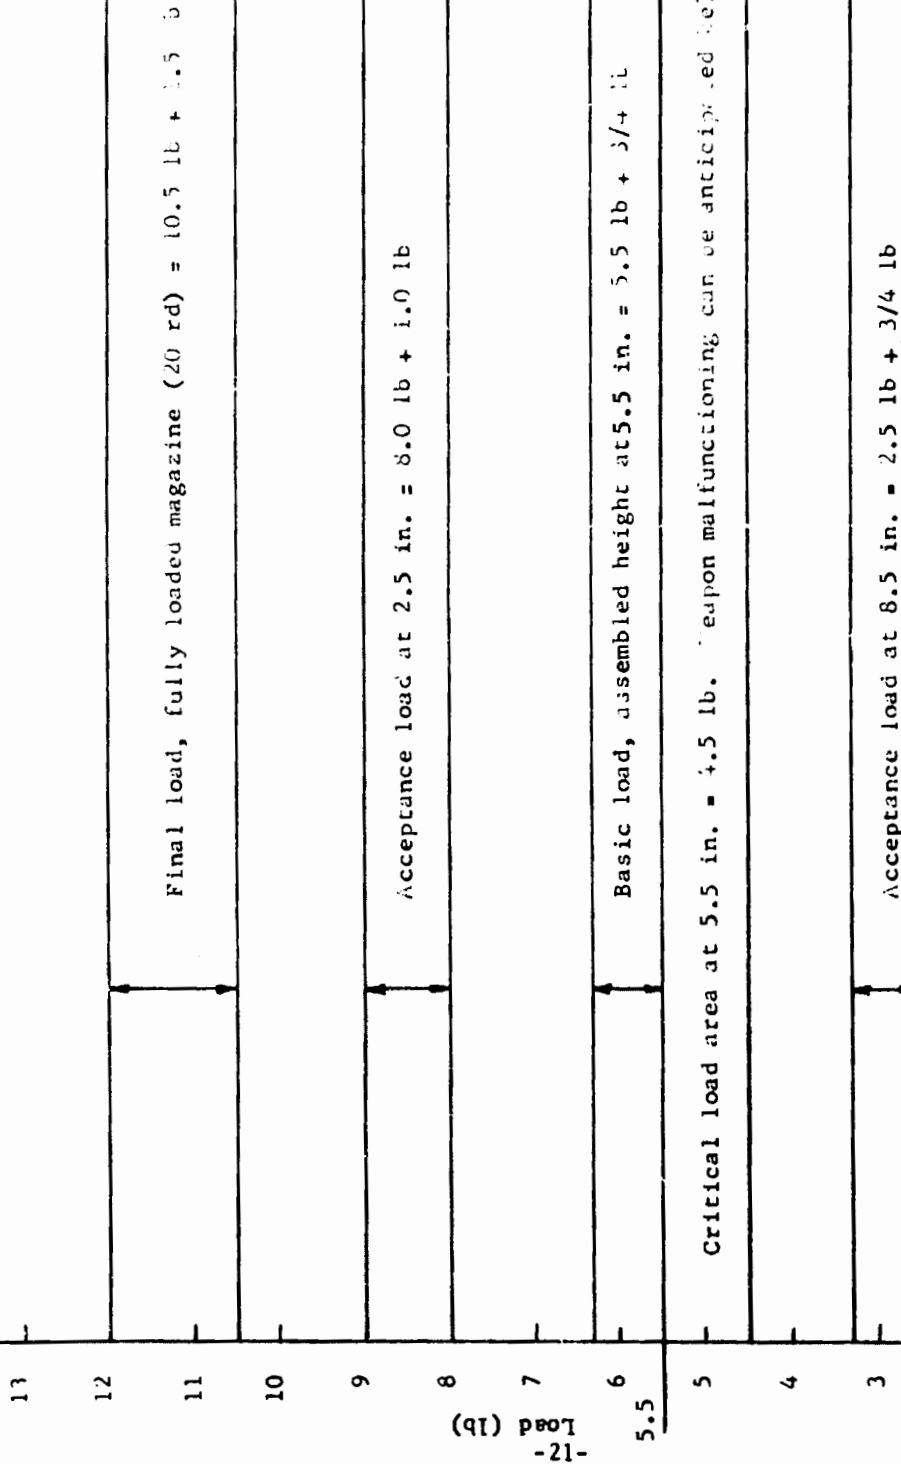 13
12
Final load, fully loaded magazine (20 rd) = 10.5 lb +
11
10
9
Acceptance load at 2.5 in. = 8.0 lb + 1.0 lb
8
7
Basic load, assembled height at5.5 in. = 5.5 lb + 3/4 lb
6
5.5
Critical load area at 5.5 in. = 4.5 lb. malfunctioning can be anticipated
5
4
Acceptance load at 8.5 in. = 2.5 lb + 3/4 lb
3
Load (lb)
-21-